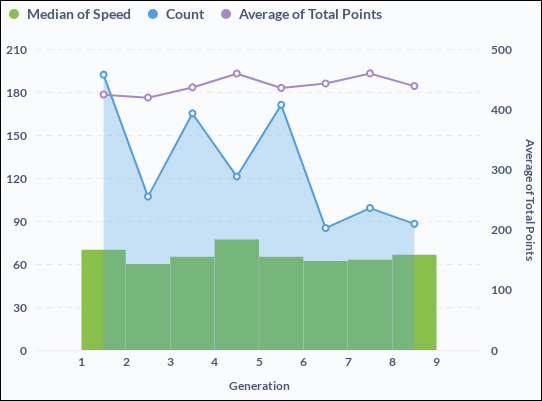 Median of Speed Count Average of Total Points
210 500
180 400
150
120 300
90 200
60
30 100
0 0
Average of Total Points
1 2 3 4 5 6 7 8 9
Generation